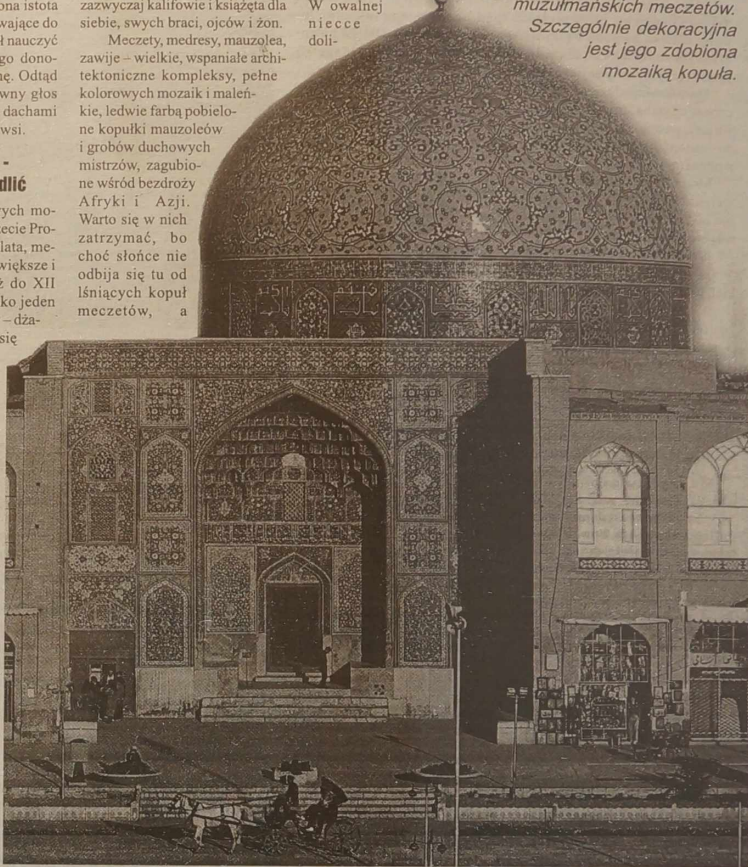 ona istota
wające do
ł nauczyć
go dono-
nę. Odtąd
wny głos
dachami
wsi.
-
dlić
ych mo-
zecie Pro-
lata, me-
większe i
ż do XII
ko jeden
– dża-
się
zazwyczaj kalifowie i książęta dla
siebie, swych braci, ojców i żon.
Meczety, medresy, mauzolea,
zawije – wielkie, wspaniałe archi-
tektoniczne kompleksy, pełne
kolorowych mozaik i maleń-
kie, ledwie farbą pobielo-
ne kopułki mauzoleów
i grobów duchowych
mistrzów, zagubio-
ne wśród bezdroży
Afryki i Azji.
Warto się w nich
zatrzymać, bo
choć słońce nie
odbija się tu od
lśniących kopuł
meczetów, a
W owalnej
niecce
doli-
muzułmańskich meczetów.
Szczególnie dekoracyjna
jest jego zdobiona
mozaiką kopuła.